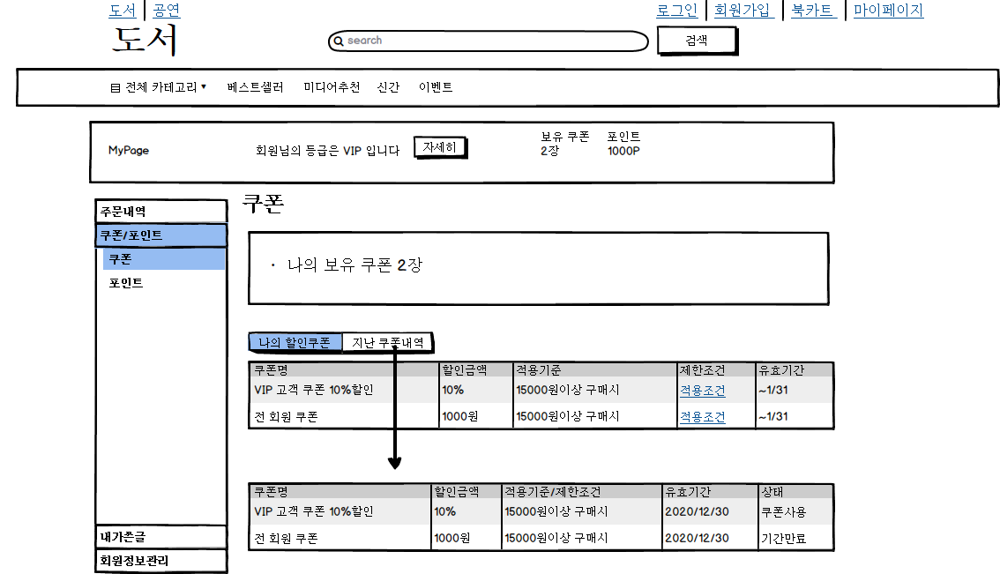 도서 공연 로그인 회원가입 북카트 마이페이지
도서 search 검색
전체 카테고리 베스트셀러 미디어추천 신간 이벤트
MyPage 회원님의 등급은 VIP 입니다 자세히
보유 쿠폰 포인트
2장 1000P
쿠폰
주문내역
쿠폰/포인트
쿠폰
포인트
내가쓴글
회원정보관리
· 나의 보유 쿠폰 2장
나의 할인쿠폰 지난 쿠폰내역
쿠폰명 할인금액 적용기준 제한조건 유효기간
VIP 고객 쿠폰 10%할인 10% 15000원이상 구매시 적용조건 ~1/31
전 회원 쿠폰 1000원 15000원이상 구매시 적용조건 ~1/31
쿠폰명 할인금액 적용기준/제한조건 유효기간 상태
VIP 고객 쿠폰 10%할인 10% 15000원이상 구매시 2020/12/30 쿠폰사용
전 회원 쿠폰 1000원 15000원이상 구매시 2020/12/30 기간만료